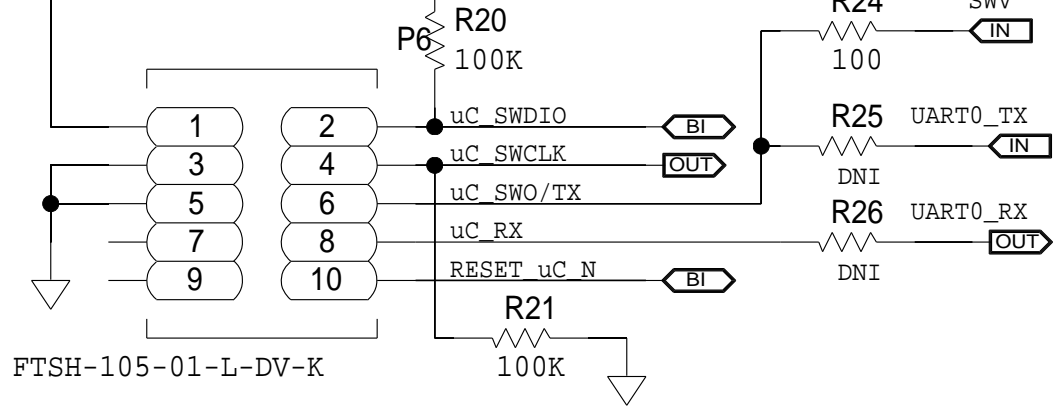 R24 SWV
R20 IN
P6
100K 100
1 2 uC_SWDIO BI R25 UART0_TX
3 4 uC_SWCLK OUT IN
5 6 uC_SWO/TX DNI
R26 UART0_RX
7 8 uC_RX OUT
9 10 RESET_uC_N BI DNI
R21
FTSH-105-01-L-DV-K 100K